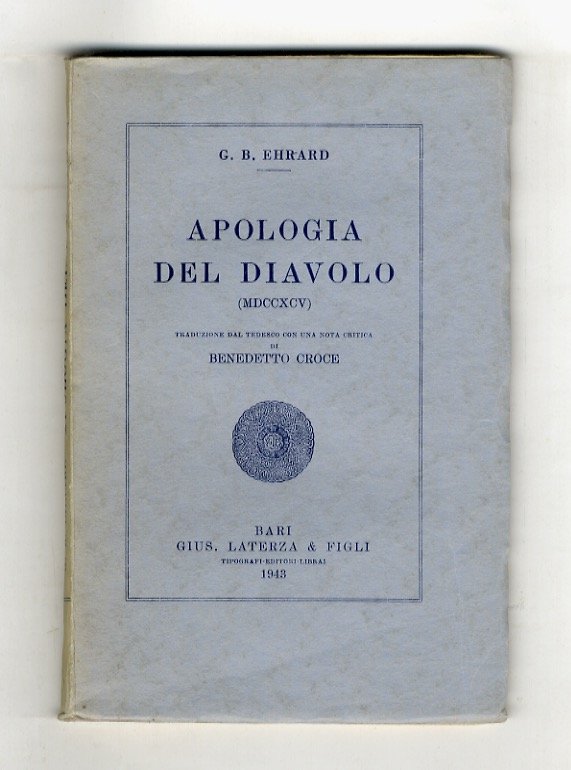 G. B. EHRARD
APOLOGIA
DEL DIAVOLO
(MDCCXCV)
TRADUZIONE DAL TEDESCO CON UNA NOTA CRITICA
DI
BENEDETTO CROCE
BARI
GIUS. LATERZA & FIGLI
TIPOGRAFI-EDITORI-LIBRAI
1943